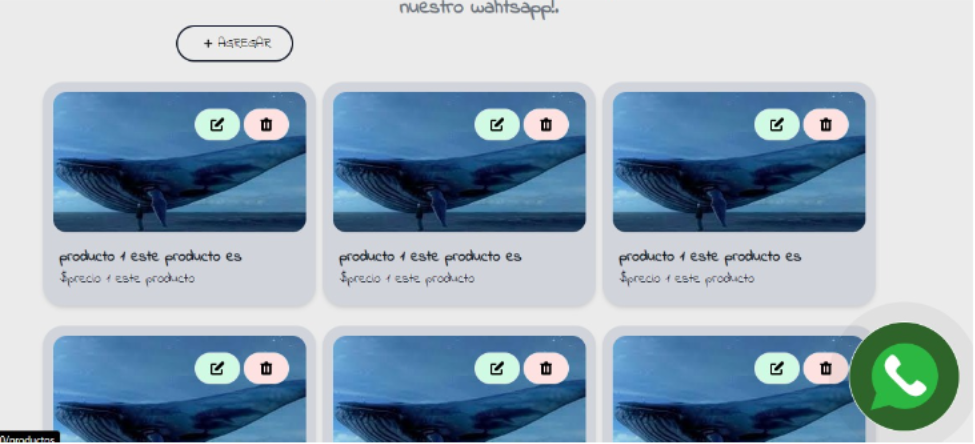 nuestro wahtsapp!.
+ AGREGAR
producto 1 este producto es
$precio 1 este producto
producto 1 este producto es
$precio 1 este producto
producto 1 este producto es
$precio 1 este producto
0/productos